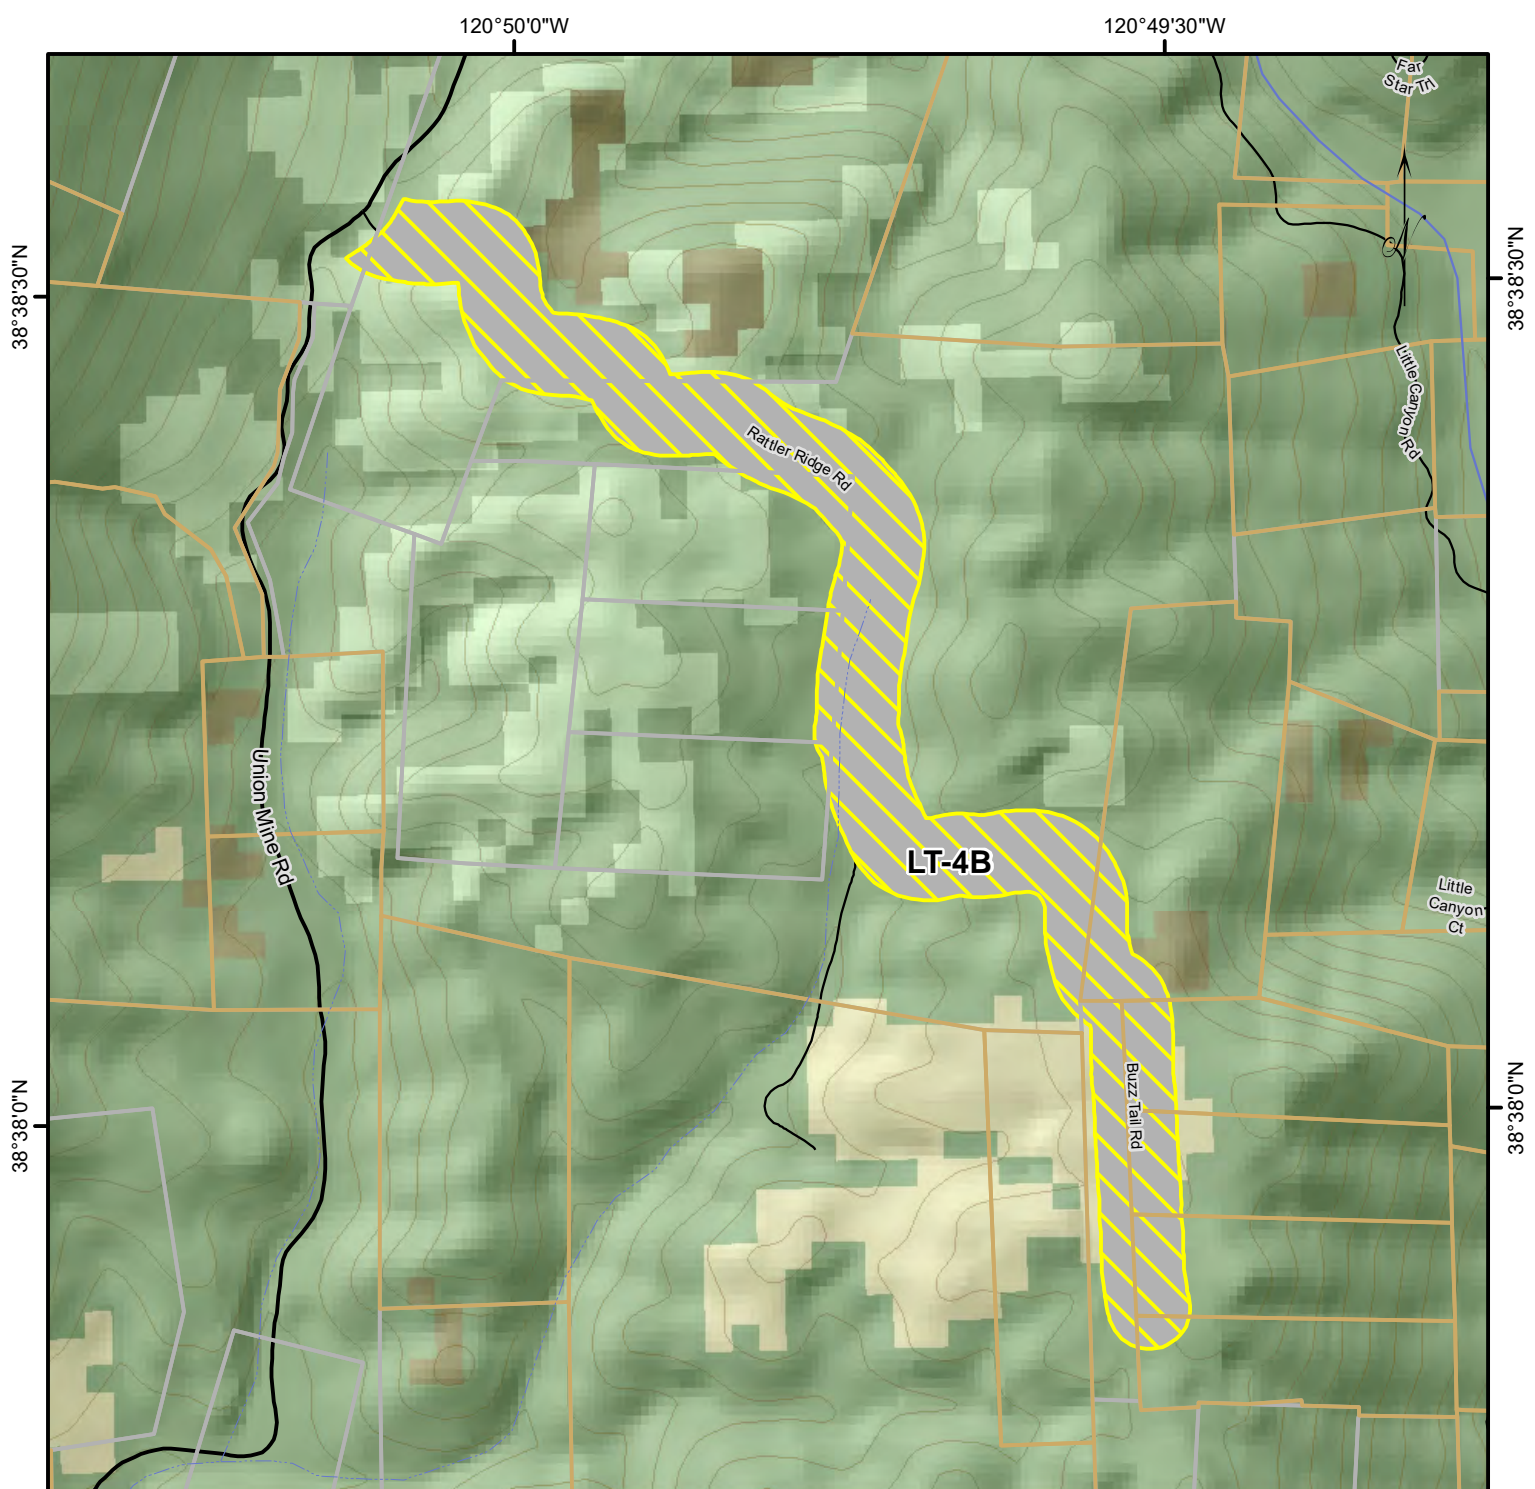 120°50'0"W
120°49'30"W
Far
Star Trl
38°38'30"N
38°38'30"N
Little Canyon Rd
Rattler Ridge Rd
Union Mine Rd
LT-4B
Little
Canyon
Ct
Buzz Tail Rd
38°38'0"N
38°38'0"N